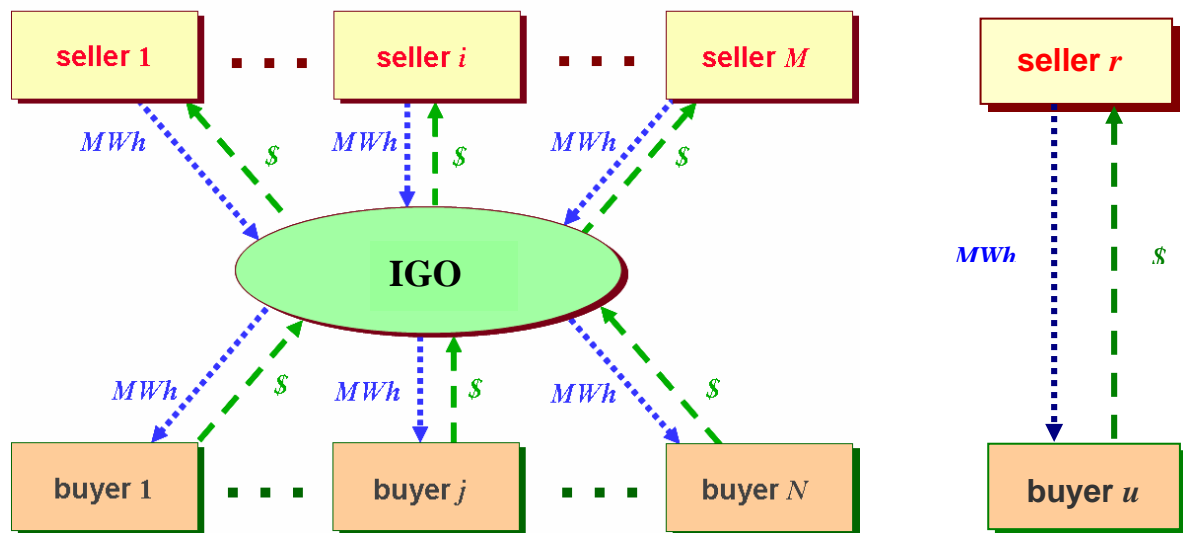 seller 1 . . . seller i . . . seller M
seller r
MWh $ MWh $ MWh $
MWh $
IGO
MWh $ MWh $ MWh $
buyer 1 . . . buyer j . . . buyer N
buyer u